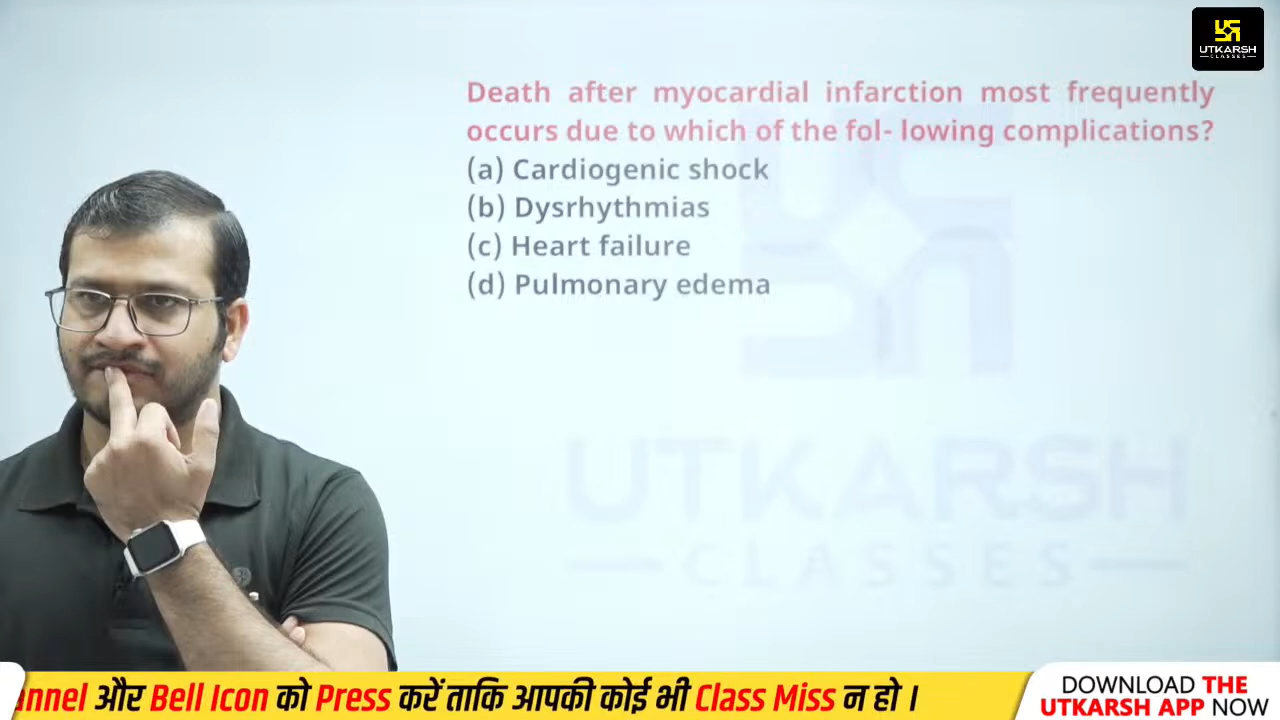 UTKARSH
CLASSES
Death after myocardial infarction most frequently
occurs due to which of the fol- lowing complications?
(a) Cardiogenic shock
(b) Dysrhythmias
(c) Heart failure
(d) Pulmonary edema
UTKARSH
CLASSES
annel और Bell Icon को Press करें ताकि आपकी कोई भी Class Miss न हो ।
DOWNLOAD THE
UTKARSH APP NOW